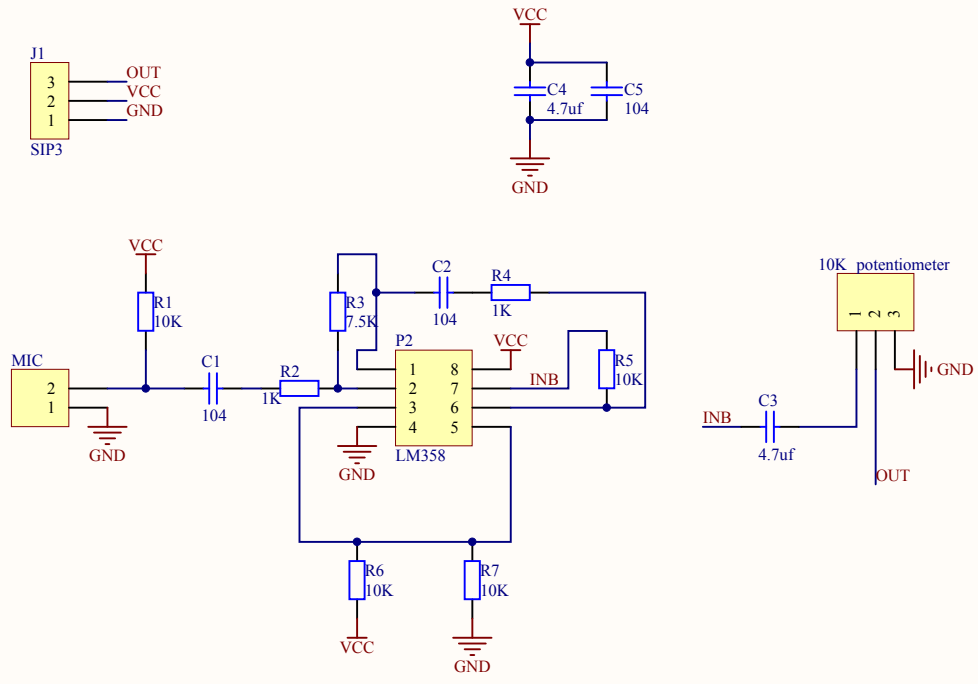 VCC
J1
3
OUT
2
VCC
1
GND
SIP3
C4
4.7uf
C5
104
GND
10K potentiometer
1
2
3
GND
VCC
R1
10K
R3
7.5K
C2
104
R4
1K
P2
VCC
R5
10K
MIC
2
1
GND
C1
104
R2
1K
1
2
3
4
8
7
6
5
INB
GND
LM358
INB
C3
4.7uf
OUT
R6
10K
VCC
R7
10K
GND